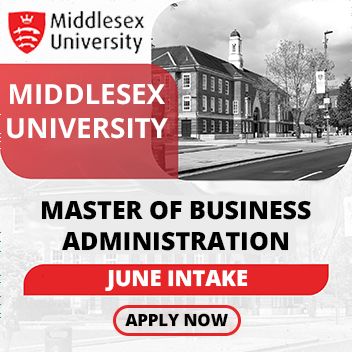 Middlesex
University
MIDDLESEX
UNIVERSITY
MASTER OF BUSINESS
ADMINISTRATION
JUNE INTAKE
APPLY NOW